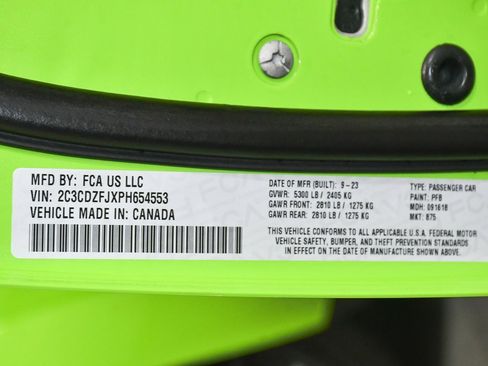 MFD BY: FCA US LLC
VIN: 2C3CDZFJXPH654553
VEHICLE MADE IN: CANADA
DATE OF MFR (BUILT): 9-23
GVWR: 5300 LB / 2405 KG
GAWR FRONT: 2810 LB / 1275 KG
GAWR REAR: 2810 LB / 1275 KG
TYPE: PASSENGER CAR
PAINT: PFB
MDH: 091618
MKT: 875
THIS VEHICLE CONFORMS TO ALL APPLICABLE U.S.A. FEDERAL MOTOR
VEHICLE SAFETY, BUMPER, AND THEFT PREVENTION STANDARDS
IN EFFECT ON THE DATE OF MANUFACTURE SHOWN ABOVE.